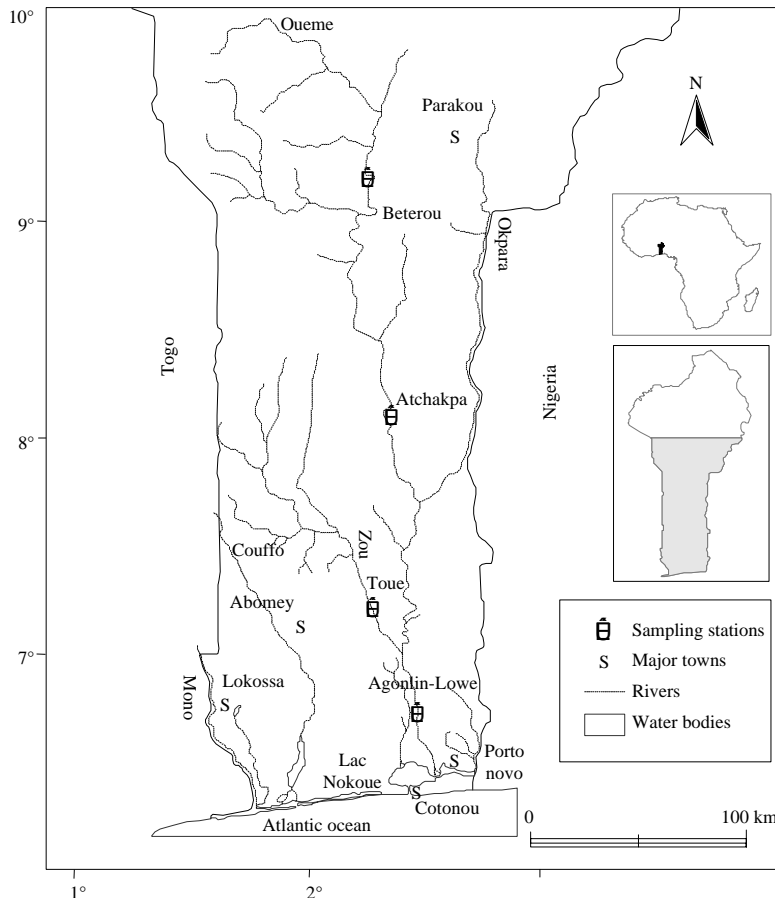 10°
Oueme
N
Parakou
S
9°
Beterou
Okpara
Togo
Nigeria
Atchakpa
8°
Zou
Couffo
Toue
Abomey
S
Sampling stations
S Major towns
7°
Rivers
Lokossa
Agonlin-Lowe
Mono
S
Water bodies
Lac
Nokoue
S
Porto
novo
S
Cotonou
Atlantic ocean
0 100 km
1° 2°